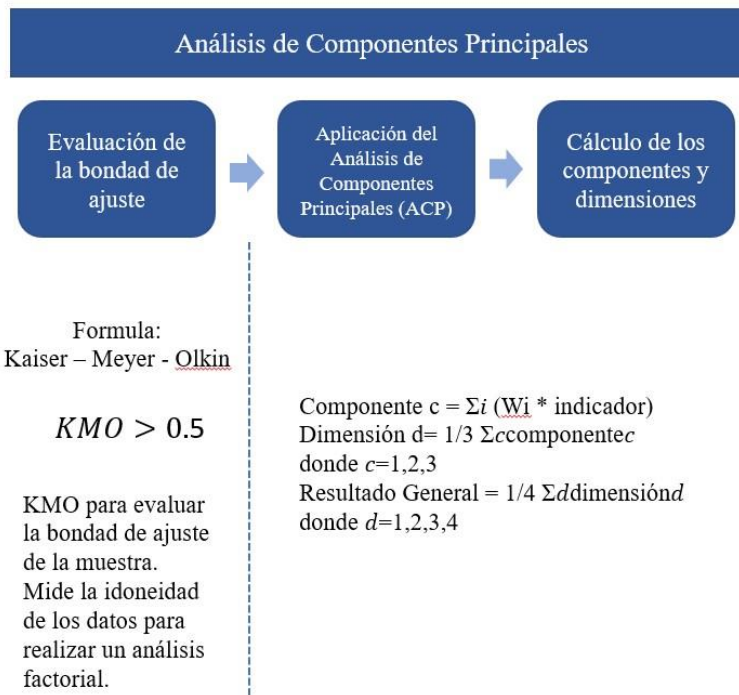 Análisis de Componentes Principales
Evaluación de
la bondad de
ajuste
Aplicación del
Análisis de
Componentes
Principales (ACP)
Cálculo de los
componentes y
dimensiones
Formula:
Kaiser – Meyer - Olkin
KMO > 0.5
KMO para evaluar
la bondad de ajuste
de la muestra.
Mide la idoneidad
de los datos para
realizar un análisis
factorial.
Componente c = Σi (Wi * indicador)
Dimensión d= 1/3 Σccomponentec
donde c=1,2,3
Resultado General = 1/4 Σddimensiónd
donde d=1,2,3,4